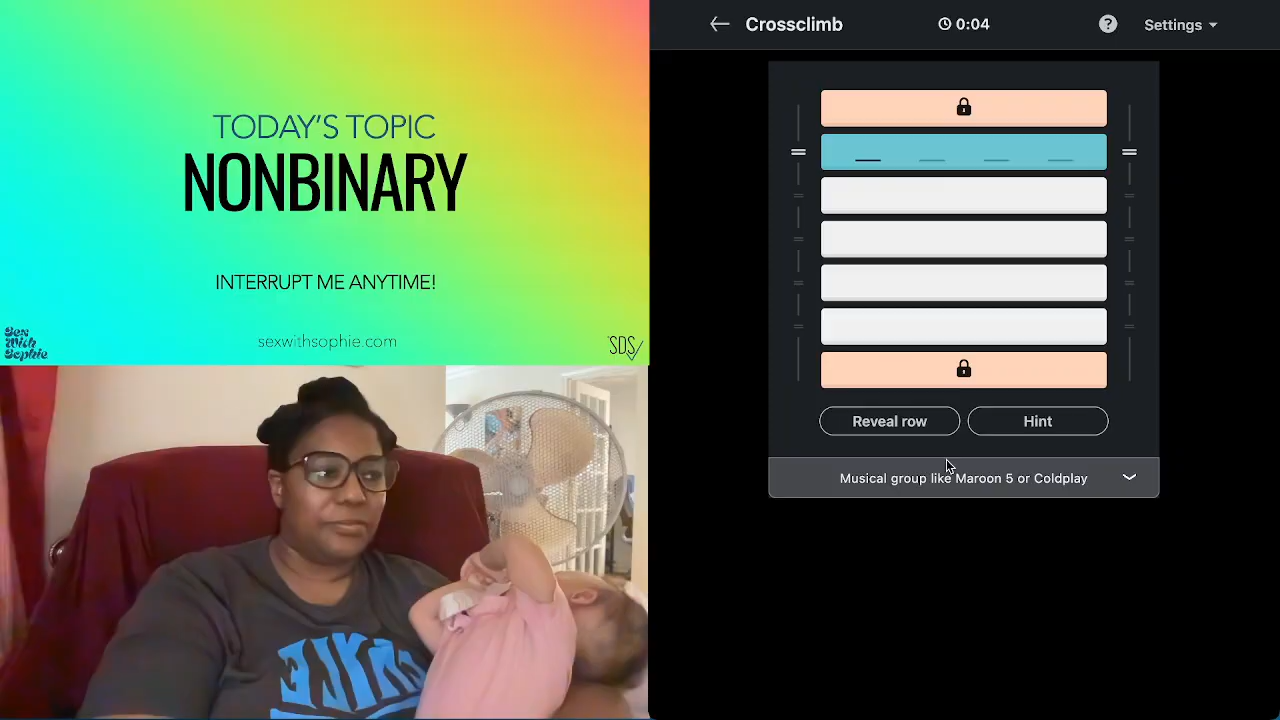 TODAY'S TOPIC
NONBINARY
INTERRUPT ME ANYTIME!
sexwithsophie.com
Sex
With
Sophie
SDS
Crossclimb
0:04
?
Settings
Reveal row
Hint
Musical group like Maroon 5 or Coldplay